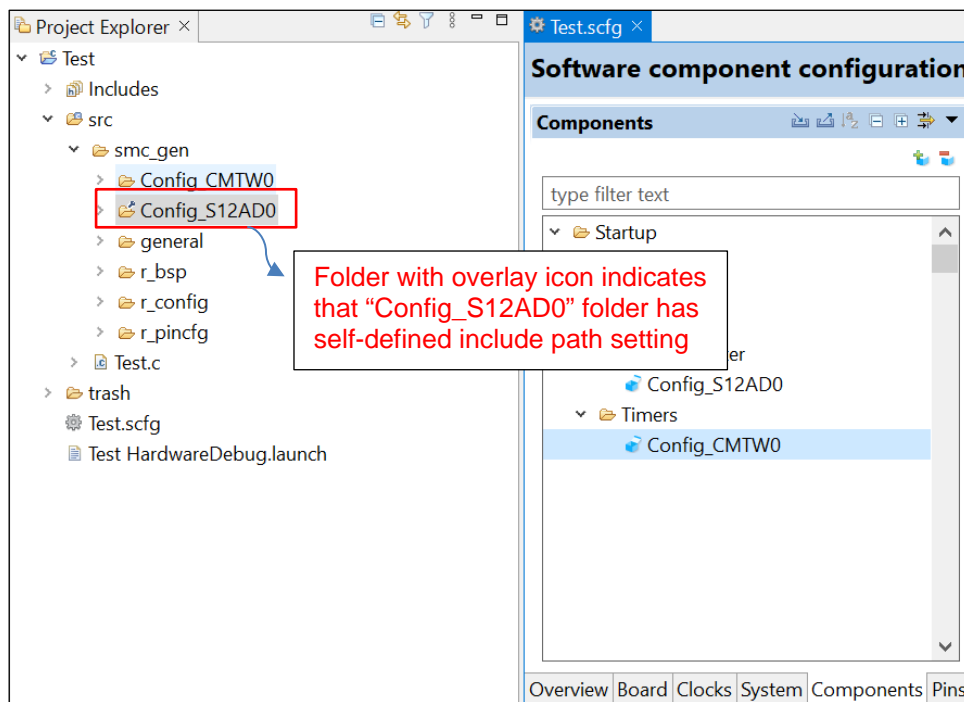 Project Explorer
Test
Includes
src
smc_gen
Config_CMTW0
Config_S12AD0
general
r_bsp
r_config
r_pincfg
Test.c
trash
Test.scfg
Test HardwareDebug.launch
Folder with overlay icon indicates
that “Config_S12AD0” folder has
self-defined include path setting
Test.scfg
Software component configuration
Components
type filter text
Startup
Config_S12AD0
Timers
Config_CMTW0
Overview Board Clocks System Components Pins